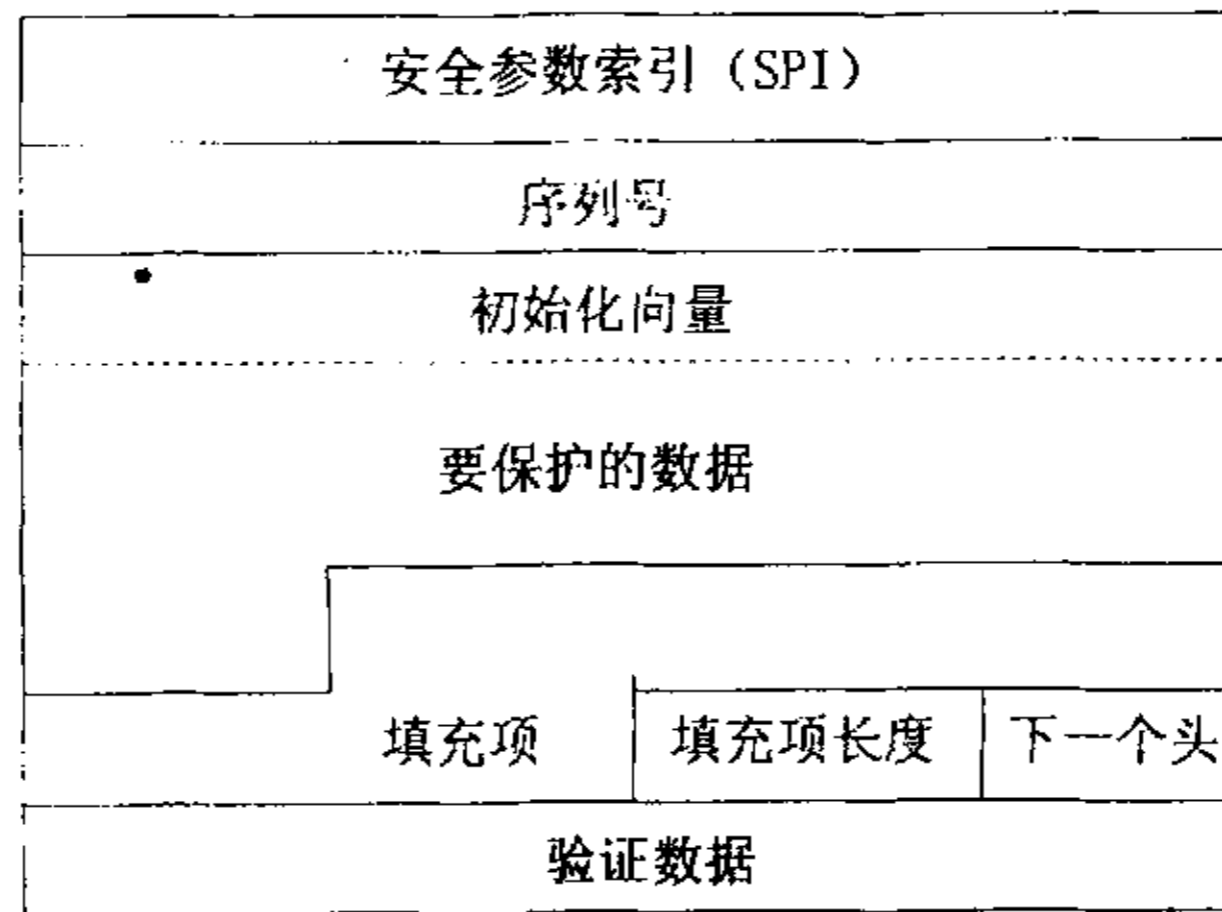 安全参数索引（SPI）
序列号
初始化向量
要保护的数据
填充项 填充项长度 下一个头
验证数据